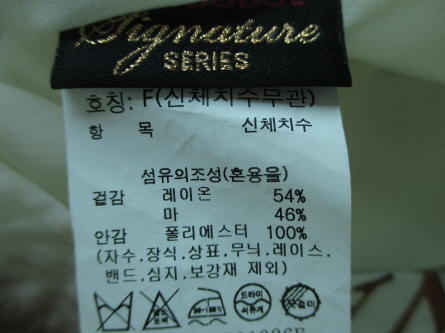 Signature
SERIES
호칭: F(신체치수무관)
항 목 신체치수
섬유의조성(혼용율)
겉감 레이온 54%
마 46%
안감 폴리에스터 100%
(자수.장식.상표.무늬.레이스.
밴드.심지.보강재 제외)
드라이